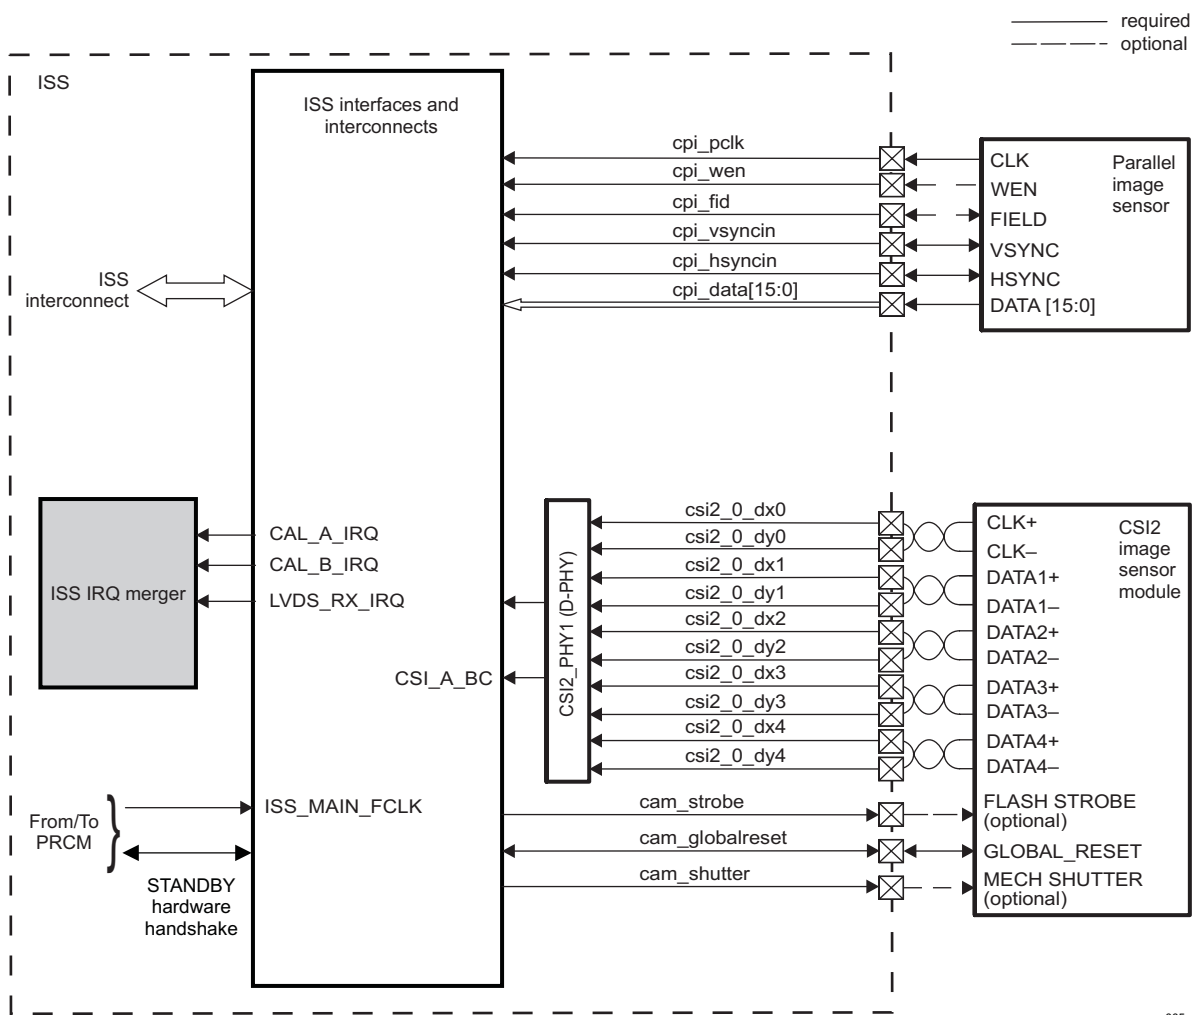 required
optional
ISS
ISS interfaces and
interconnects
cpi_pclk
cpi_wen
cpi_fid
cpi_vsyncin
cpi_hsyncin
cpi_data[15:0]
CLK
WEN
FIELD
VSYNC
HSYNC
DATA [15:0]
Parallel
image
sensor
ISS
interconnect
ISS IRQ merger
CAL_A_IRQ
CAL_B_IRQ
LVDS_RX_IRQ
CSI_A_BC
CSI2_PHY1 (D-PHY)
csi2_0_dx0
csi2_0_dy0
csi2_0_dx1
csi2_0_dy1
csi2_0_dx2
csi2_0_dy2
csi2_0_dx3
csi2_0_dy3
csi2_0_dx4
csi2_0_dy4
CLK+
CLK–
DATA1+
DATA1–
DATA2+
DATA2–
DATA3+
DATA3–
DATA4+
DATA4–
CSI2
image
sensor
module
From/To
PRCM
ISS_MAIN_FCLK
STANDBY
hardware
handshake
cam_strobe
cam_globalreset
cam_shutter
FLASH STROBE
(optional)
GLOBAL_RESET
MECH SHUTTER
(optional)